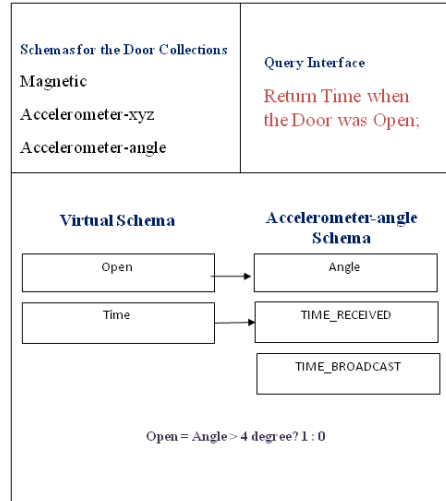 Schemas for the Door Collections
Magnetic
Accelerometer-xyz
Accelerometer-angle
Query Interface
Return Time when
the Door was Open;
Virtual Schema
Accelerometer-angle
Schema
Open
Angle
Time
TIME_RECEIVED
TIME_BROADCAST
Open = Angle > 4 degree? 1 : 0